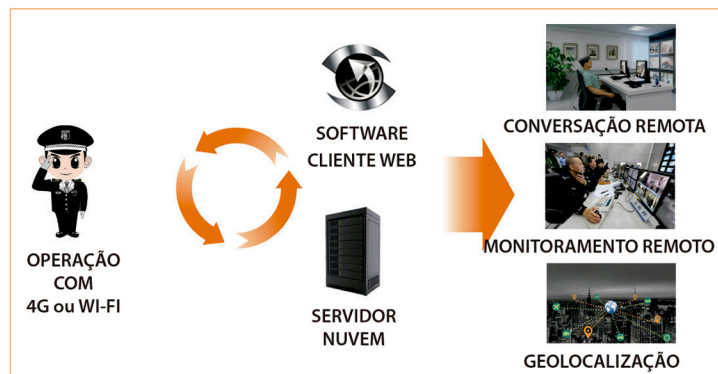 OPERAÇÃO
COM
4G ou WI-FI
SOFTWARE
CLIENTE WEB
SERVIDOR
NUVEM
CONVERSAÇÃO REMOTA
MONITORAMENTO REMOTO
GEOLOCALIZAÇÃO